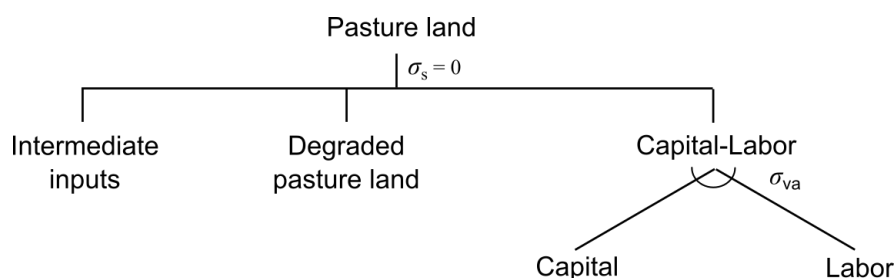 Pasture land
σs = 0
Intermediate
inputs
Degraded
pasture land
Capital-Labor
σva
Capital
Labor